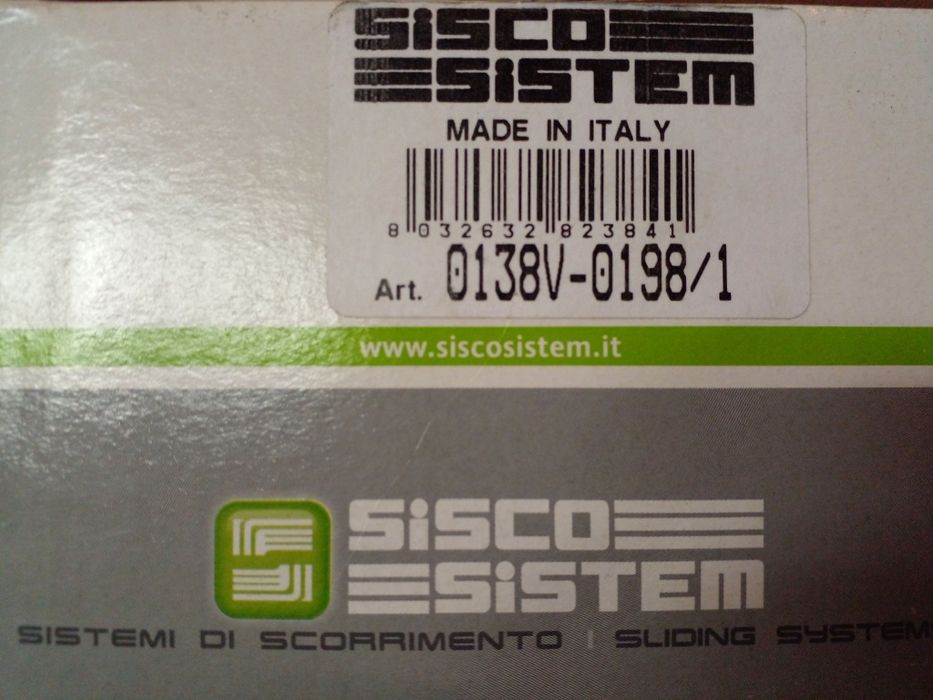 SISCO
SISTEM
MADE IN ITALY
8 032632 823841
Art. 0138V-0198/1
www.siscosistem.it
SISCO
SISTEM
SISTEMI DI SCORRIMENTO | SLIDING SYSTEM